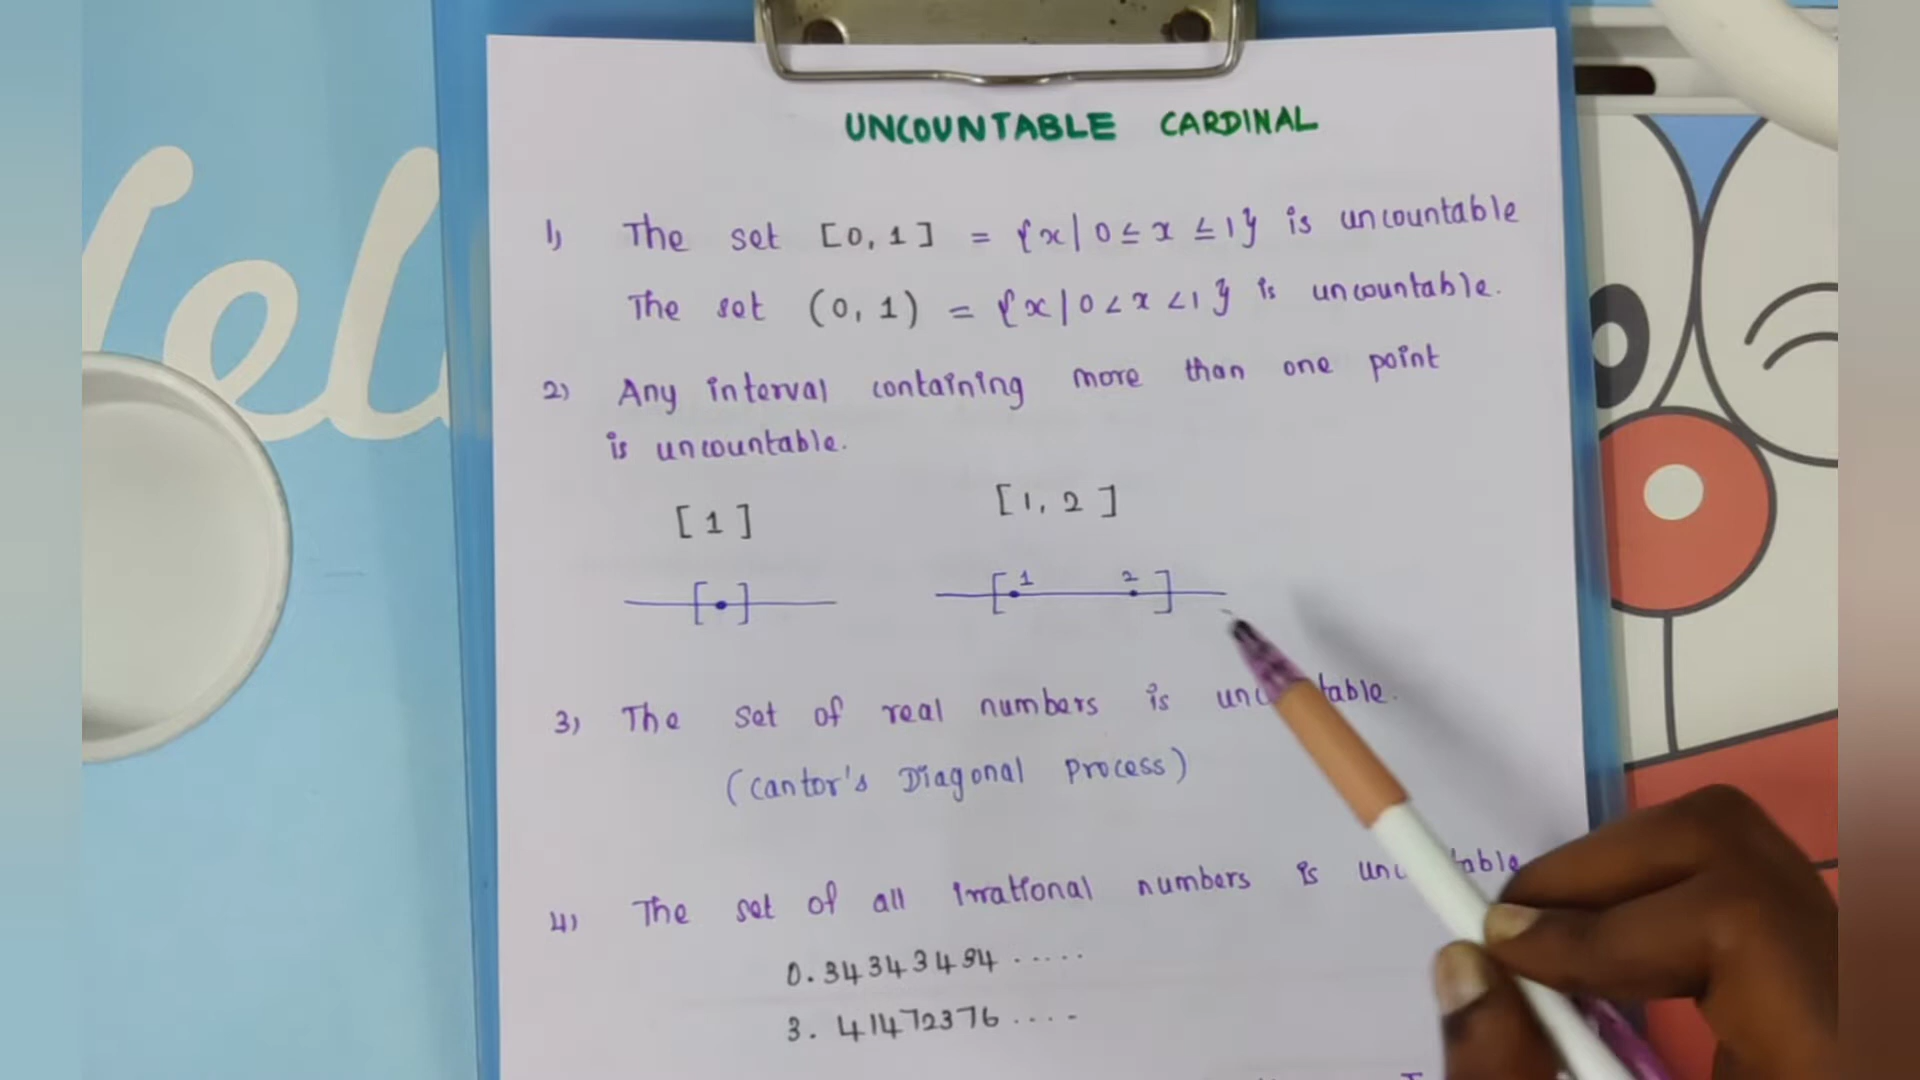 UNCOUNTABLE CARDINAL
1) The set [0, 1] = {x | 0 ≤ x ≤ 1} is uncountable
The set (0, 1) = {x | 0 < x < 1} is uncountable.
2) Any interval containing more than one point
is uncountable.
[1] [1, 2]
[•] [1 2]
3) The set of real numbers is
(Cantor's Diagonal Process)
4) The set of all irrational numbers is
0.34343434.....
3.41472376....